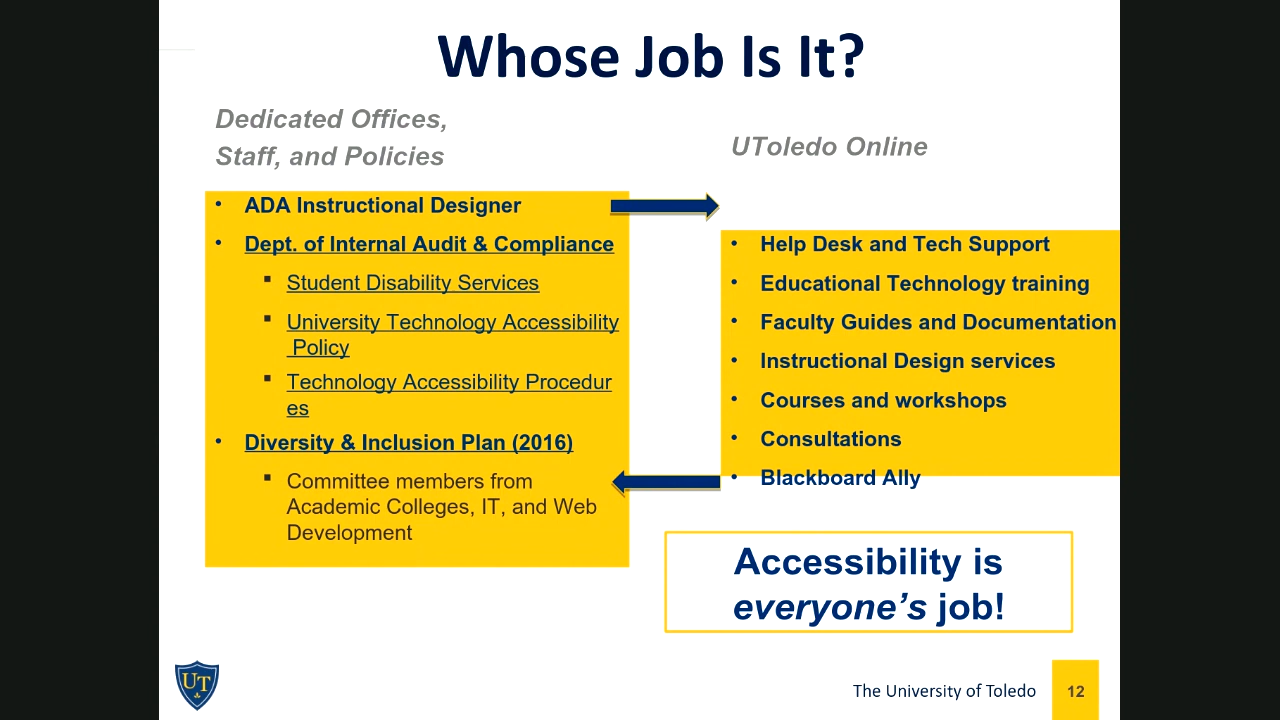 Whose Job Is It?
Dedicated Offices,
Staff, and Policies
• ADA Instructional Designer
• Dept. of Internal Audit & Compliance
▪ Student Disability Services
▪ University Technology Accessibility
Policy
▪ Technology Accessibility Procedur
es
• Diversity & Inclusion Plan (2016)
▪ Committee members from
Academic Colleges, IT, and Web
Development
UToledo Online
• Help Desk and Tech Support
• Educational Technology training
• Faculty Guides and Documentation
• Instructional Design services
• Courses and workshops
• Consultations
• Blackboard Ally
Accessibility is
everyone’s job!
UT
The University of Toledo
12